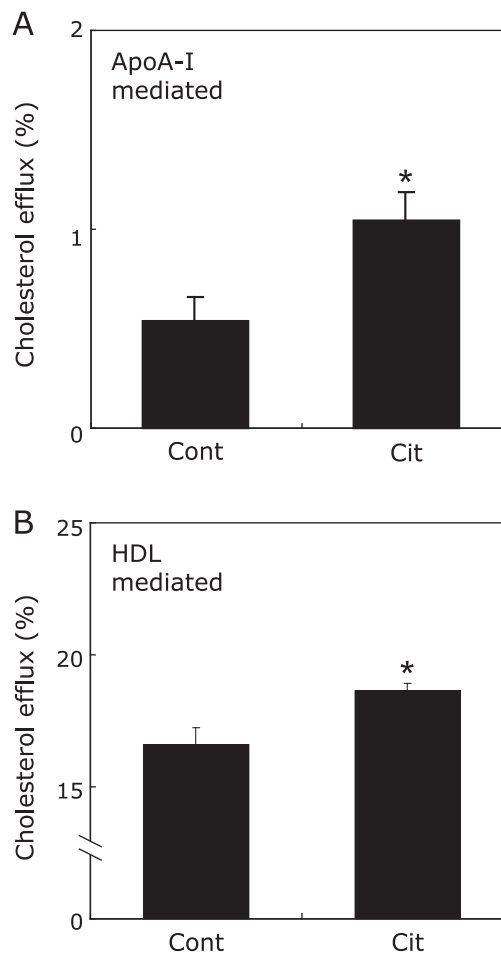 A
2
ApoA-I
mediated
Cholesterol efflux (%)
*
1
0
Cont
Cit
B
25
HDL
mediated
Cholesterol efflux (%)
20
*
15
0
Cont
Cit